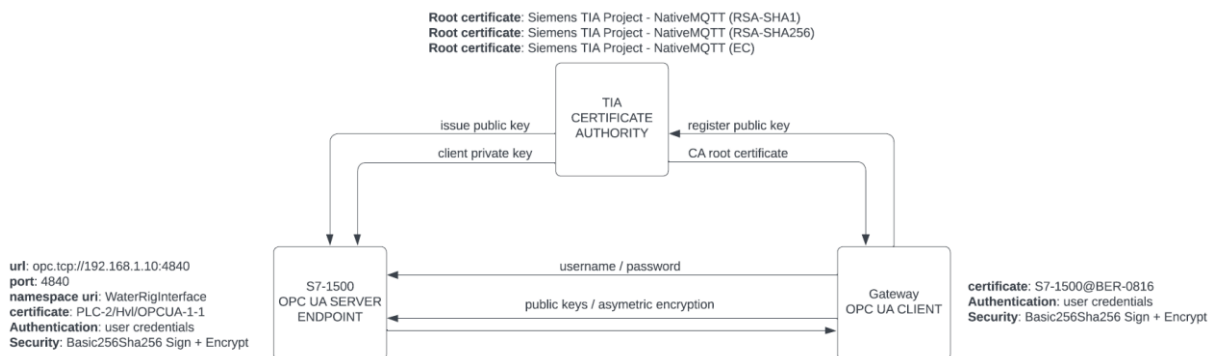 Root certificate: Siemens TIA Project - NativeMQTT (RSA-SHA1)
Root certificate: Siemens TIA Project - NativeMQTT (RSA-SHA256)
Root certificate: Siemens TIA Project - NativeMQTT (EC)
TIA
CERTIFICATE
AUTHORITY
issue public key
register public key
client private key
CA root certificate
url: opc.tcp://192.168.1.10:4840
port: 4840
namespace uri: WaterRigInterface
certificate: PLC-2/Hvl/OPCUA-1-1
Authentication: user credentials
Security: Basic256Sha256 Sign + Encrypt
S7-1500
OPC UA SERVER
ENDPOINT
username / password
public keys / asymetric encryption
Gateway
OPC UA CLIENT
certificate: S7-1500@BER-0816
Authentication: user credentials
Security: Basic256Sha256 Sign + Encrypt